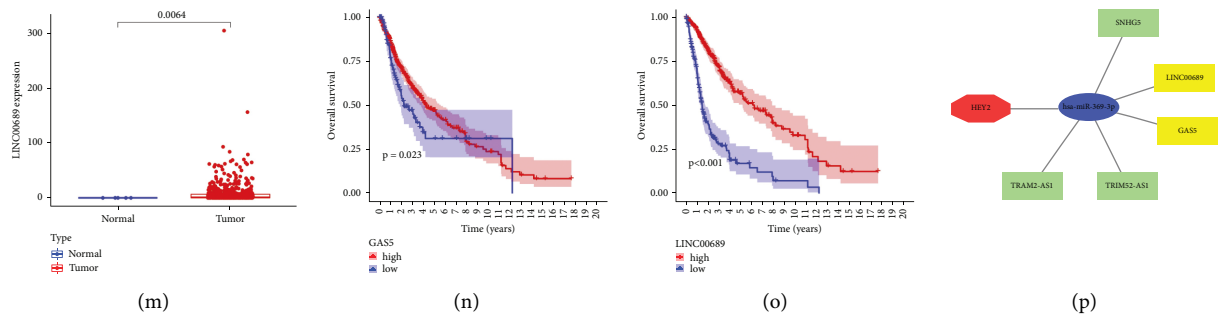 0.0064
LINC00689 expression
300
200
100
0
Normal
Tumor
Type
Normal
Tumor
(m)
Overall survival
1.00
0.75
0.50
0.25
0.00
p = 0.023
0 1 2 3 4 5 6 7 8 9 10 11 12 13 14 15 16 17 18 19 20
Time (years)
GAS5
high
low
(n)
Overall survival
1.00
0.75
0.50
0.25
0.00
p<0.001
0 1 2 3 4 5 6 7 8 9 10 11 12 13 14 15 16 17 18 19 20
Time (years)
LINC00689
high
low
(o)
SNHG5
LINC00689
HEY2
hsa-miR-369-3p
GAS5
TRAM2-AS1
TRIM52-AS1
(p)